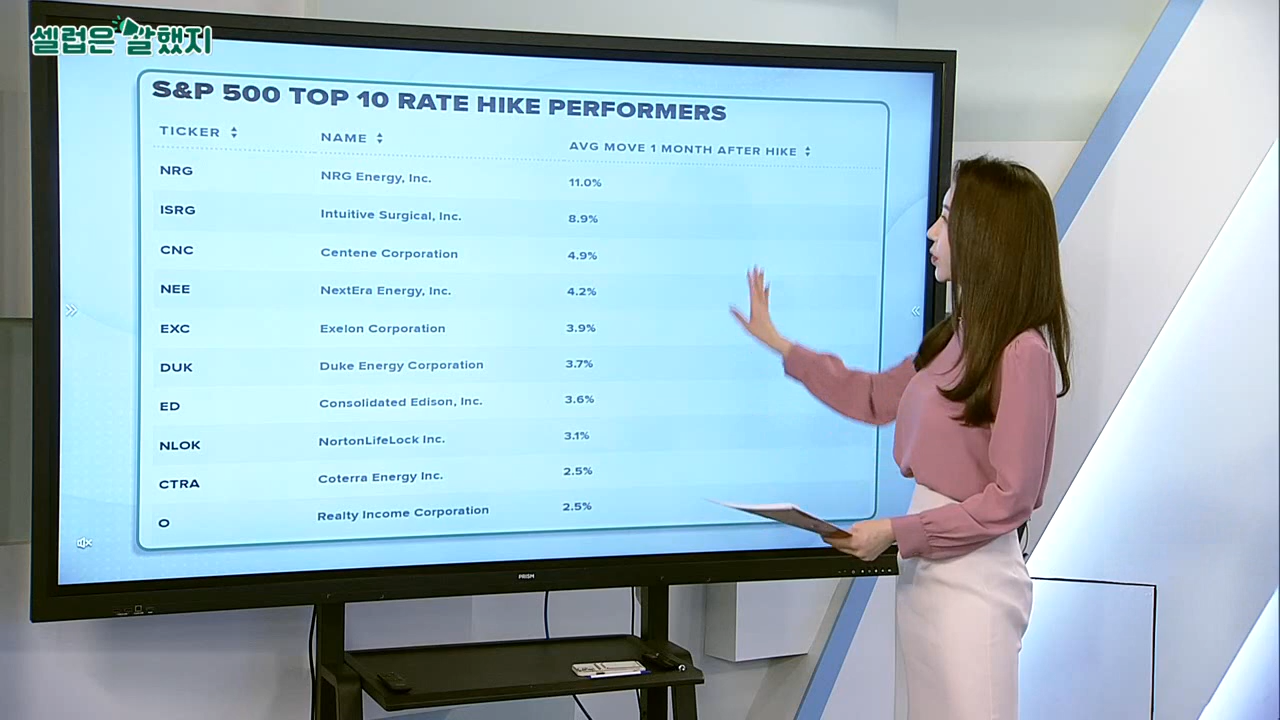 셀럽은 말했지
S&P 500 TOP 10 RATE HIKE PERFORMERS
TICKER NAME AVG MOVE 1 MONTH AFTER HIKE
NRG NRG Energy, Inc. 11.0%
ISRG Intuitive Surgical, Inc. 8.9%
CNC Centene Corporation 4.9%
NEE NextEra Energy, Inc. 4.2%
EXC Exelon Corporation 3.9%
DUK Duke Energy Corporation 3.7%
ED Consolidated Edison, Inc. 3.6%
NLOK NortonLifeLock Inc. 3.1%
CTRA Coterra Energy Inc. 2.5%
O Realty Income Corporation 2.5%
PRISM